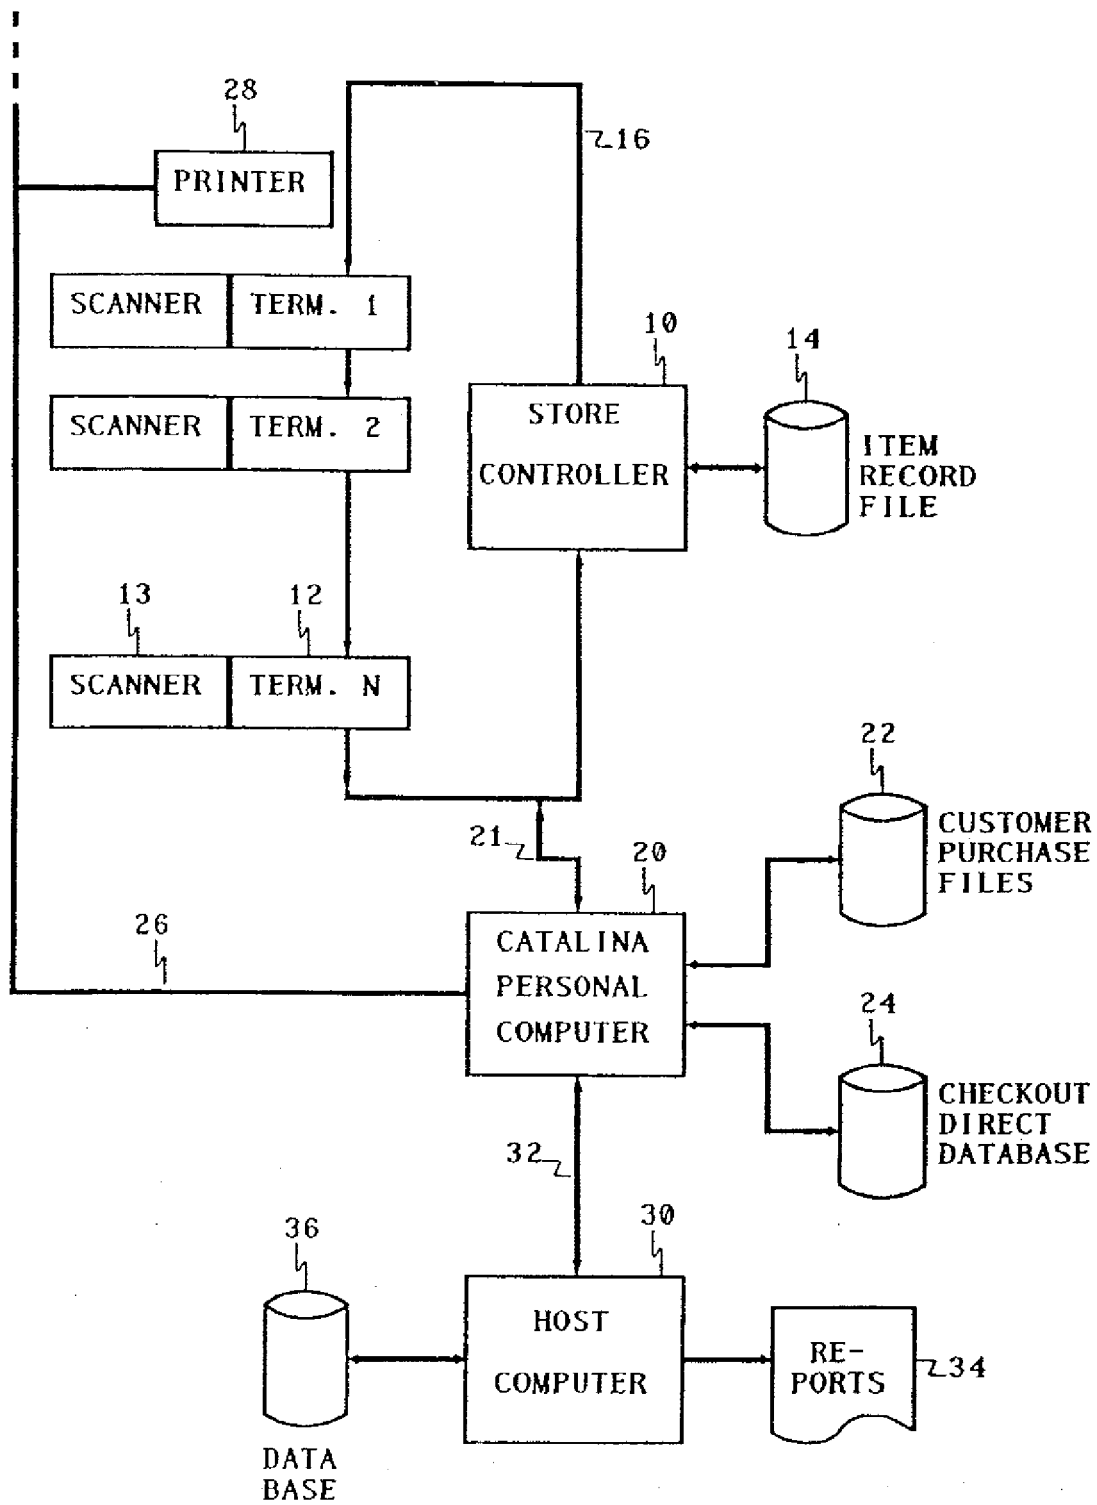 28
16
PRINTER
SCANNER
TERM. 1
10
14
SCANNER
TERM. 2
STORE
CONTROLLER
ITEM
RECORD
FILE
13
12
SCANNER
TERM. N
22
CUSTOMER
PURCHASE
FILES
21
20
26
CATALINA
PERSONAL
COMPUTER
24
CHECKOUT
DIRECT
DATABASE
32
36
30
HOST
COMPUTER
RE-
PORTS
34
DATA
BASE